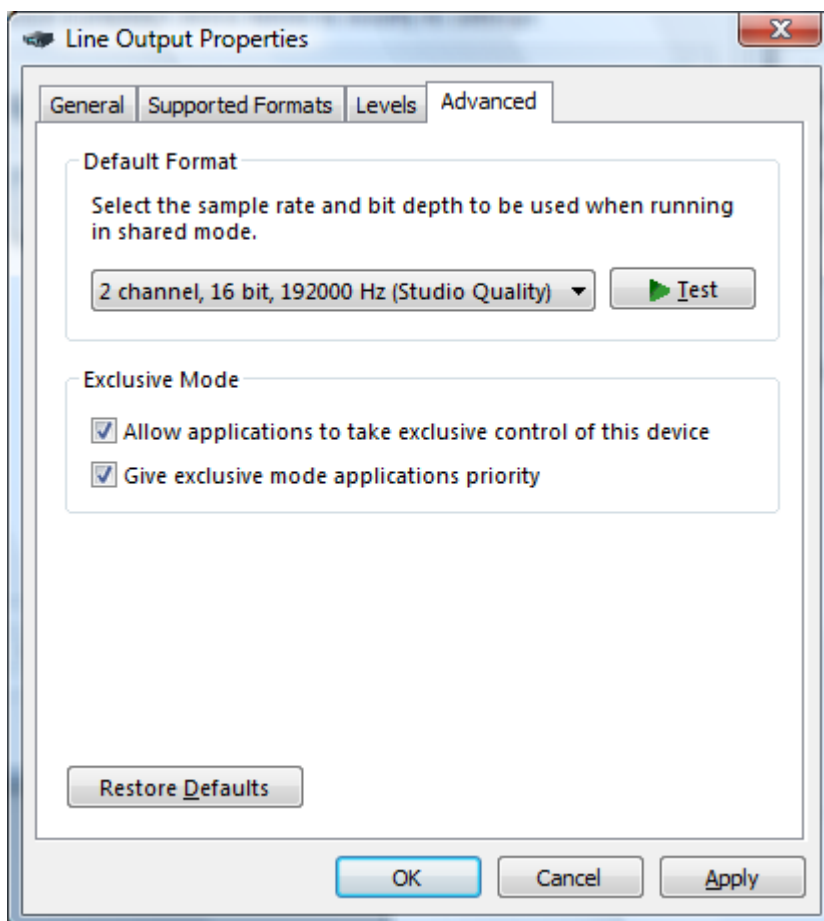 Line Output Properties
General
Supported Formats
Levels
Advanced
Default Format
Select the sample rate and bit depth to be used when running
in shared mode.
2 channel, 16 bit, 192000 Hz (Studio Quality)
Test
Exclusive Mode
Allow applications to take exclusive control of this device
Give exclusive mode applications priority
Restore Defaults
OK
Cancel
Apply